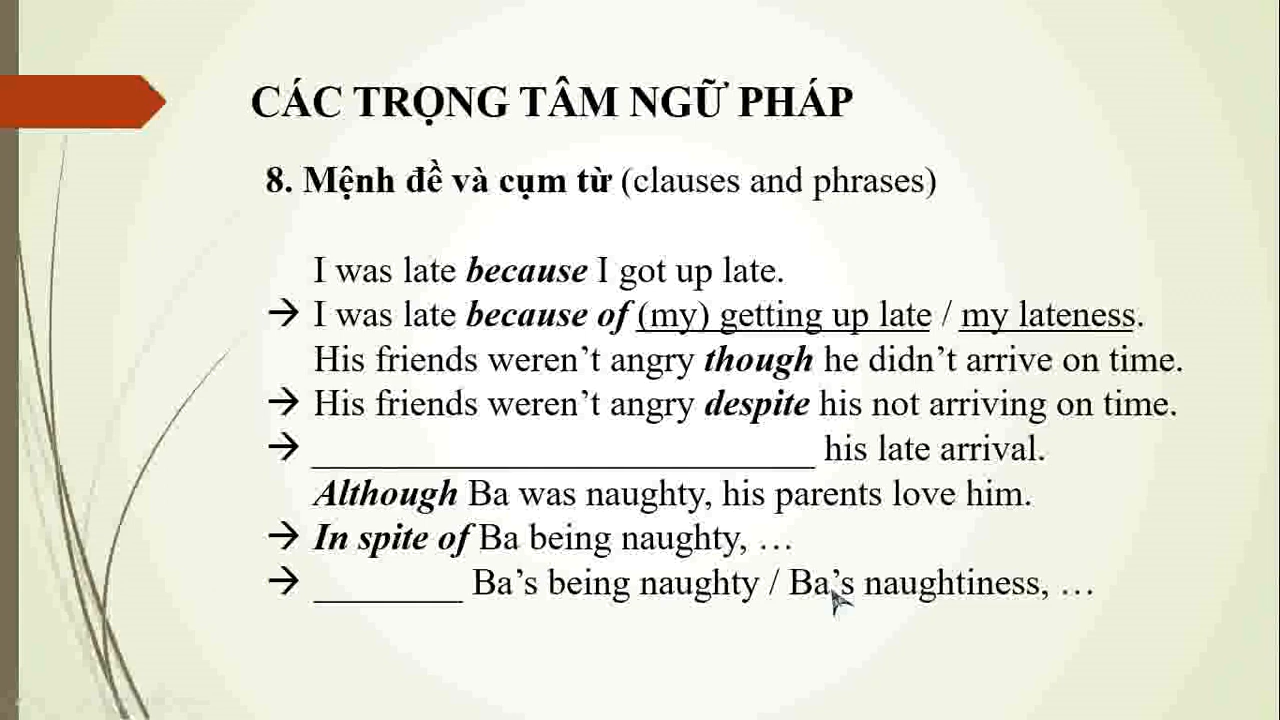 CÁC TRỌNG TÂM NGỮ PHÁP
8. Mệnh đề và cụm từ (clauses and phrases)
I was late because I got up late.
→ I was late because of (my) getting up late / my lateness.
His friends weren’t angry though he didn’t arrive on time.
→ His friends weren’t angry despite his not arriving on time.
→ ___________________________ his late arrival.
Although Ba was naughty, his parents love him.
→ In spite of Ba being naughty, …
→ ________ Ba’s being naughty / Ba’s naughtiness, …